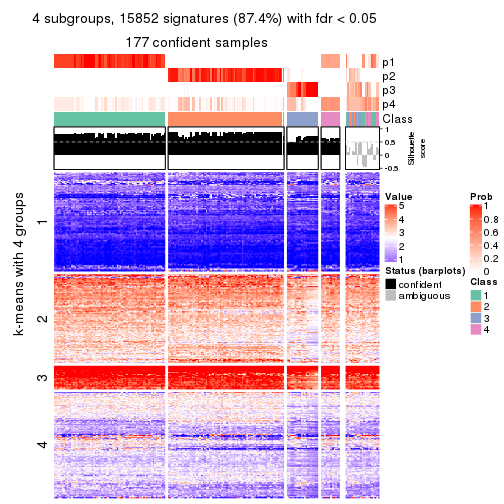 4 subgroups, 15852 signatures (87.4%) with fdr < 0.05
177 confident samples
p1
p2
p3
p4
Class
1
0.5
0
-0.5
Silhouette
score
k-means with 4 groups
1
2
3
4
Value
5
4
3
2
1
Prob
1
0.8
0.6
0.4
0.2
0
Status (barplots)
confident
ambiguous
Class
1
2
3
4